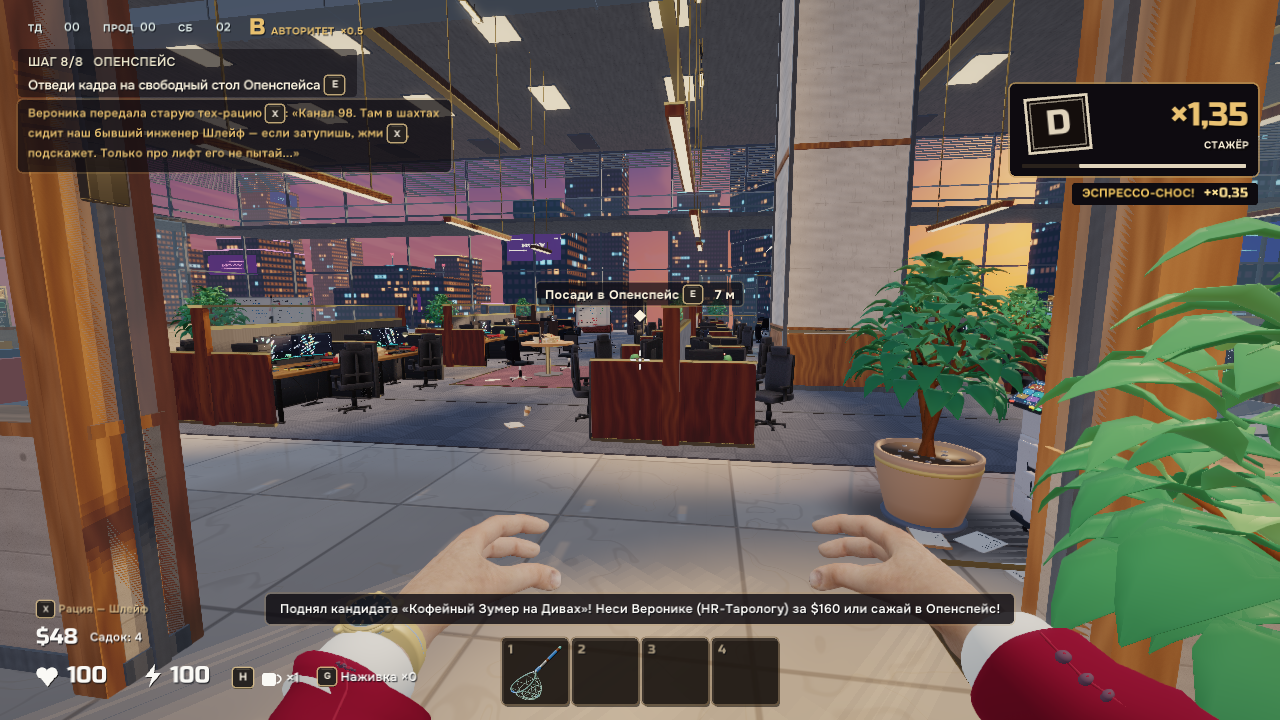 ТД 00 ПРОД 00 СБ 02 В АВТОРИТЕТ ×0.5
ШАГ 8/8 ОПЕНСПЕЙС
Отведи кадра на свободный стол Опенспейса E
Вероника передала старую тех-рацию X: «Канал 98. Там в шахтах
сидит наш бывший инженер Шлейф — если затупишь, жми X,
подскажет. Только про лифт его не пытай...»
D ×1,35
СТАЖЁР
ЭСПРЕССО-СНОС! +×0,35
Посади в Опенспейс E 7 м
Поднял кандидата «Кофейный Зумер на Дивах»! Неси Веронике (HR-Тарологу) за $160 или сажай в Опенспейс!
X Рация — Шлейф
$48 Садок: 4
100 100 H ×1 G Наживка ×0
1 2 3 4